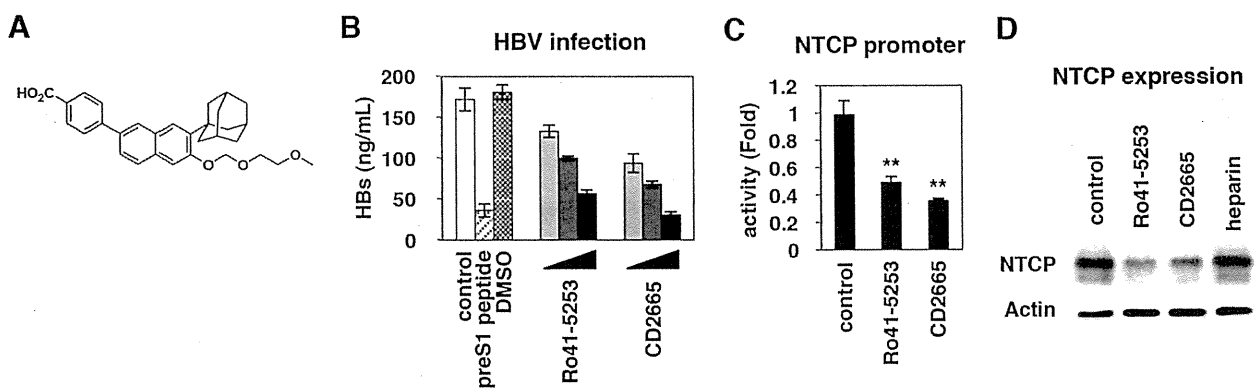 A
HO2C
O
O
O
B
HBV infection
HBs (ng/mL)
200
150
100
50
0
control
preS1 peptide
DMSO
Ro41-5253
CD2665
C
NTCP promoter
activity (Fold)
1.2
1
0.8
0.6
0.4
0.2
0
**
**
control
Ro41-5253
CD2665
D
NTCP expression
control
Ro41-5253
CD2665
heparin
NTCP
Actin